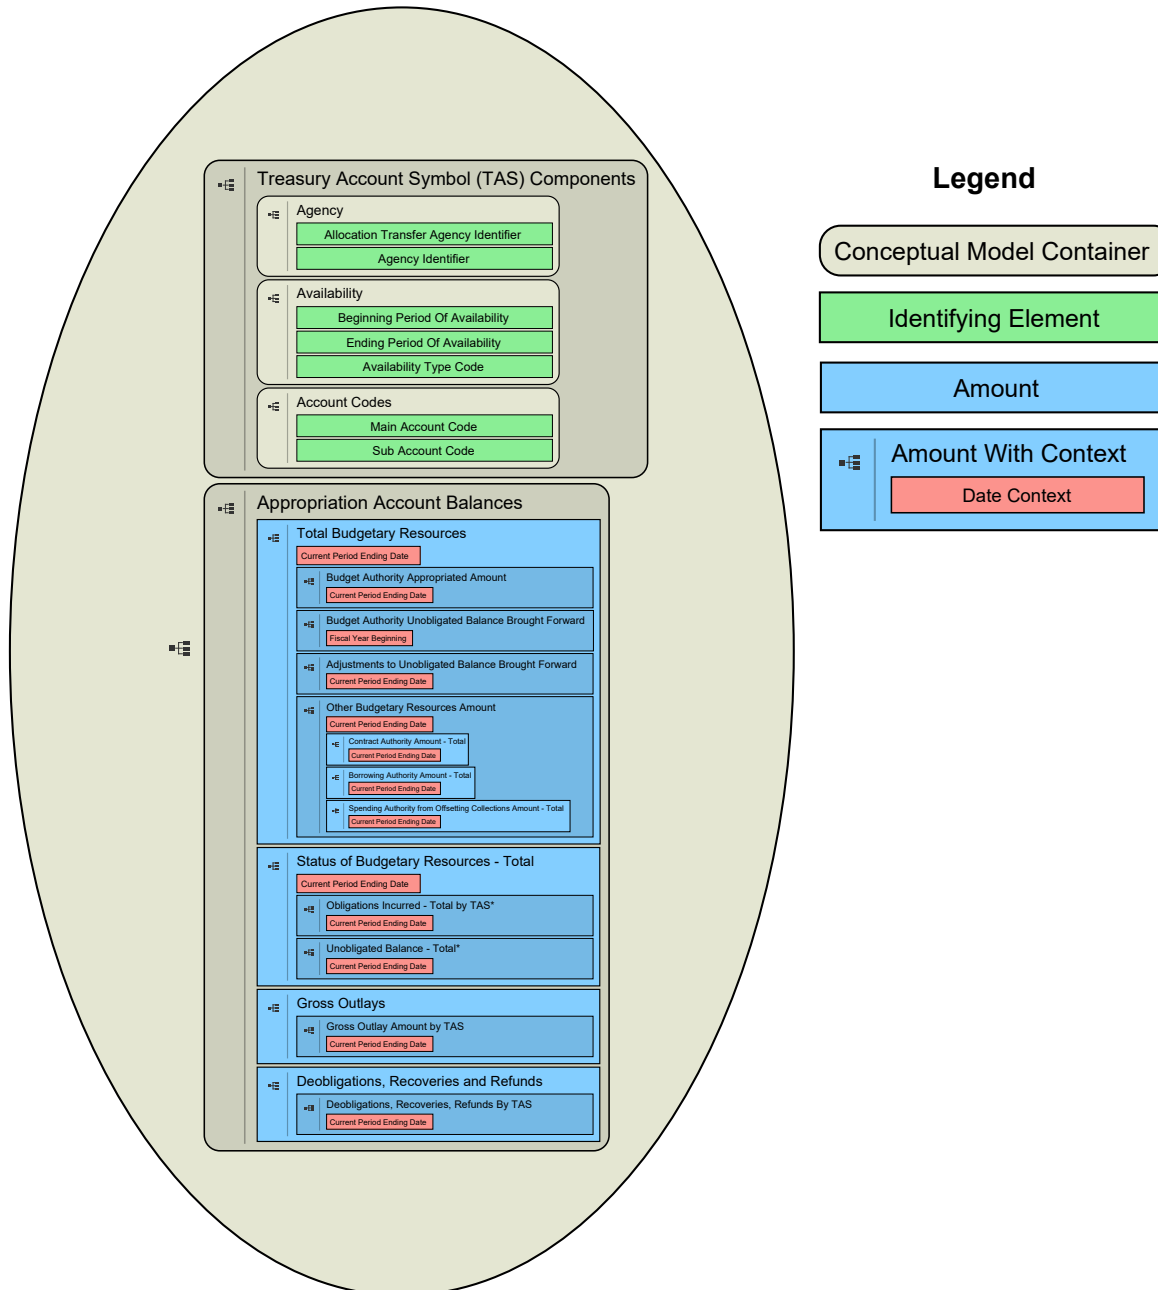 Treasury Account Symbol (TAS) Components
Agency
Allocation Transfer Agency Identifier
Agency Identifier
Availability
Beginning Period Of Availability
Ending Period Of Availability
Availability Type Code
Account Codes
Main Account Code
Sub Account Code
Appropriation Account Balances
Total Budgetary Resources
Current Period Ending Date
Budget Authority Appropriated Amount
Current Period Ending Date
Budget Authority Unobligated Balance Brought Forward
Fiscal Year Beginning
Adjustments to Unobligated Balance Brought Forward
Current Period Ending Date
Other Budgetary Resources Amount
Current Period Ending Date
Contract Authority Amount - Total
Current Period Ending Date
Borrowing Authority Amount - Total
Current Period Ending Date
Spending Authority from Offsetting Collections Amount - Total
Current Period Ending Date
Status of Budgetary Resources - Total
Current Period Ending Date
Obligations Incurred - Total by TAS*
Current Period Ending Date
Unobligated Balance - Total*
Current Period Ending Date
Gross Outlays
Gross Outlay Amount by TAS
Current Period Ending Date
Deobligations, Recoveries and Refunds
Deobligations, Recoveries, Refunds By TAS
Current Period Ending Date
Legend
Conceptual Model Container
Identifying Element
Amount
Amount With Context
Date Context